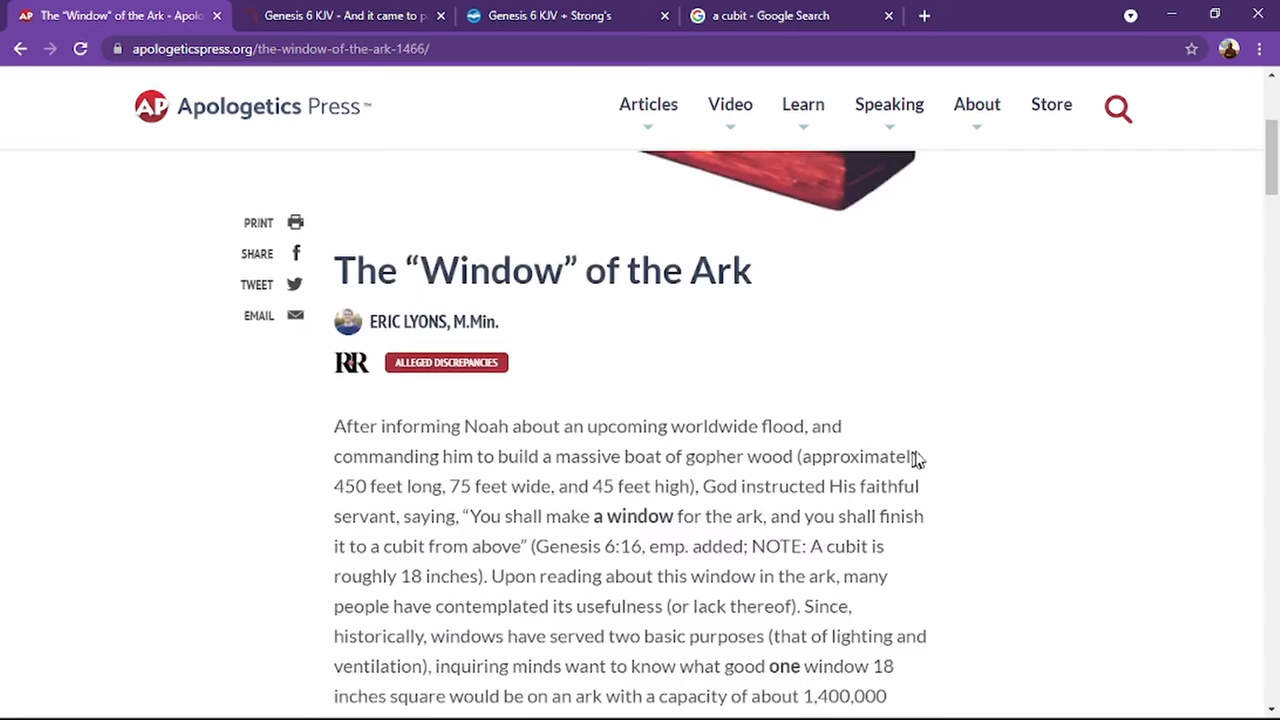 The “Window” of the Ark - Apolo
Genesis 6 KJV - And it came to p
Genesis 6 KJV + Strong's
a cubit - Google Search
apologeticspress.org/the-window-of-the-ark-1466/
AP Apologetics Press™
Articles Video Learn Speaking About Store
PRINT
SHARE
TWEET
EMAIL
The “Window” of the Ark
ERIC LYONS, M.Min.
R&R ALLEGED DISCREPANCIES
After informing Noah about an upcoming worldwide flood, and
commanding him to build a massive boat of gopher wood (approximately
450 feet long, 75 feet wide, and 45 feet high), God instructed His faithful
servant, saying, “You shall make a window for the ark, and you shall finish
it to a cubit from above” (Genesis 6:16, emp. added; NOTE: A cubit is
roughly 18 inches). Upon reading about this window in the ark, many
people have contemplated its usefulness (or lack thereof). Since,
historically, windows have served two basic purposes (that of lighting and
ventilation), inquiring minds want to know what good one window 18
inches square would be on an ark with a capacity of about 1,400,000